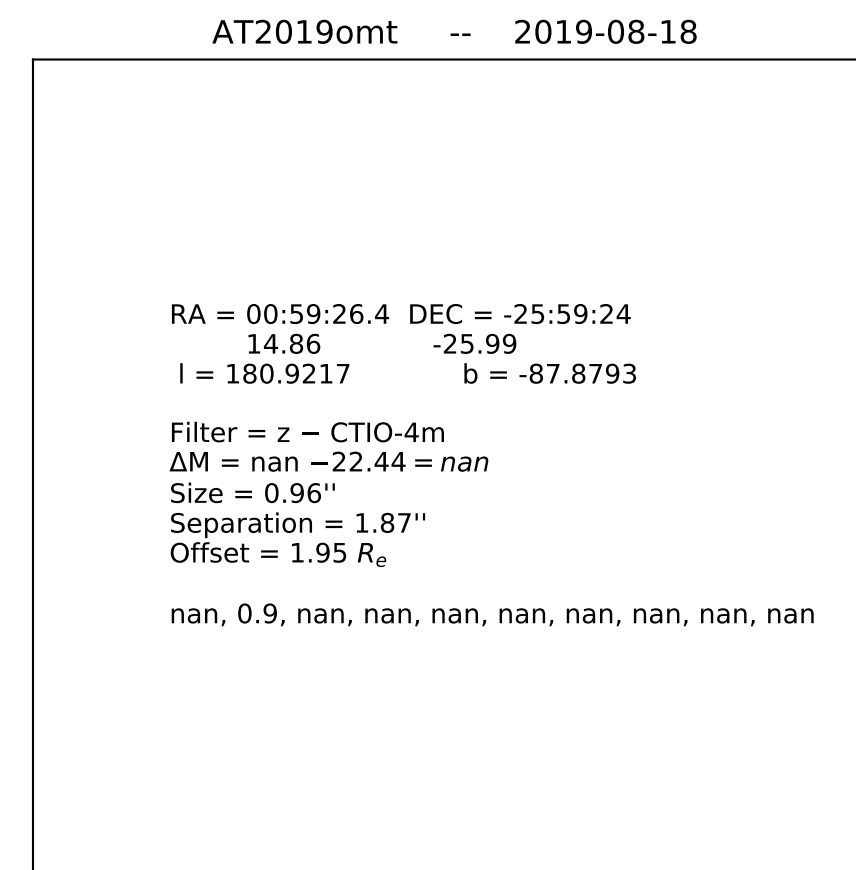 AT2019omt -- 2019-08-18
RA = 00:59:26.4 DEC = -25:59:24
14.86 -25.99
l = 180.9217 b = -87.8793
Filter = z − CTIO-4m
ΔM = nan −22.44 = nan
Size = 0.96''
Separation = 1.87''
Offset = 1.95 Rₑ
nan, 0.9, nan, nan, nan, nan, nan, nan, nan, nan